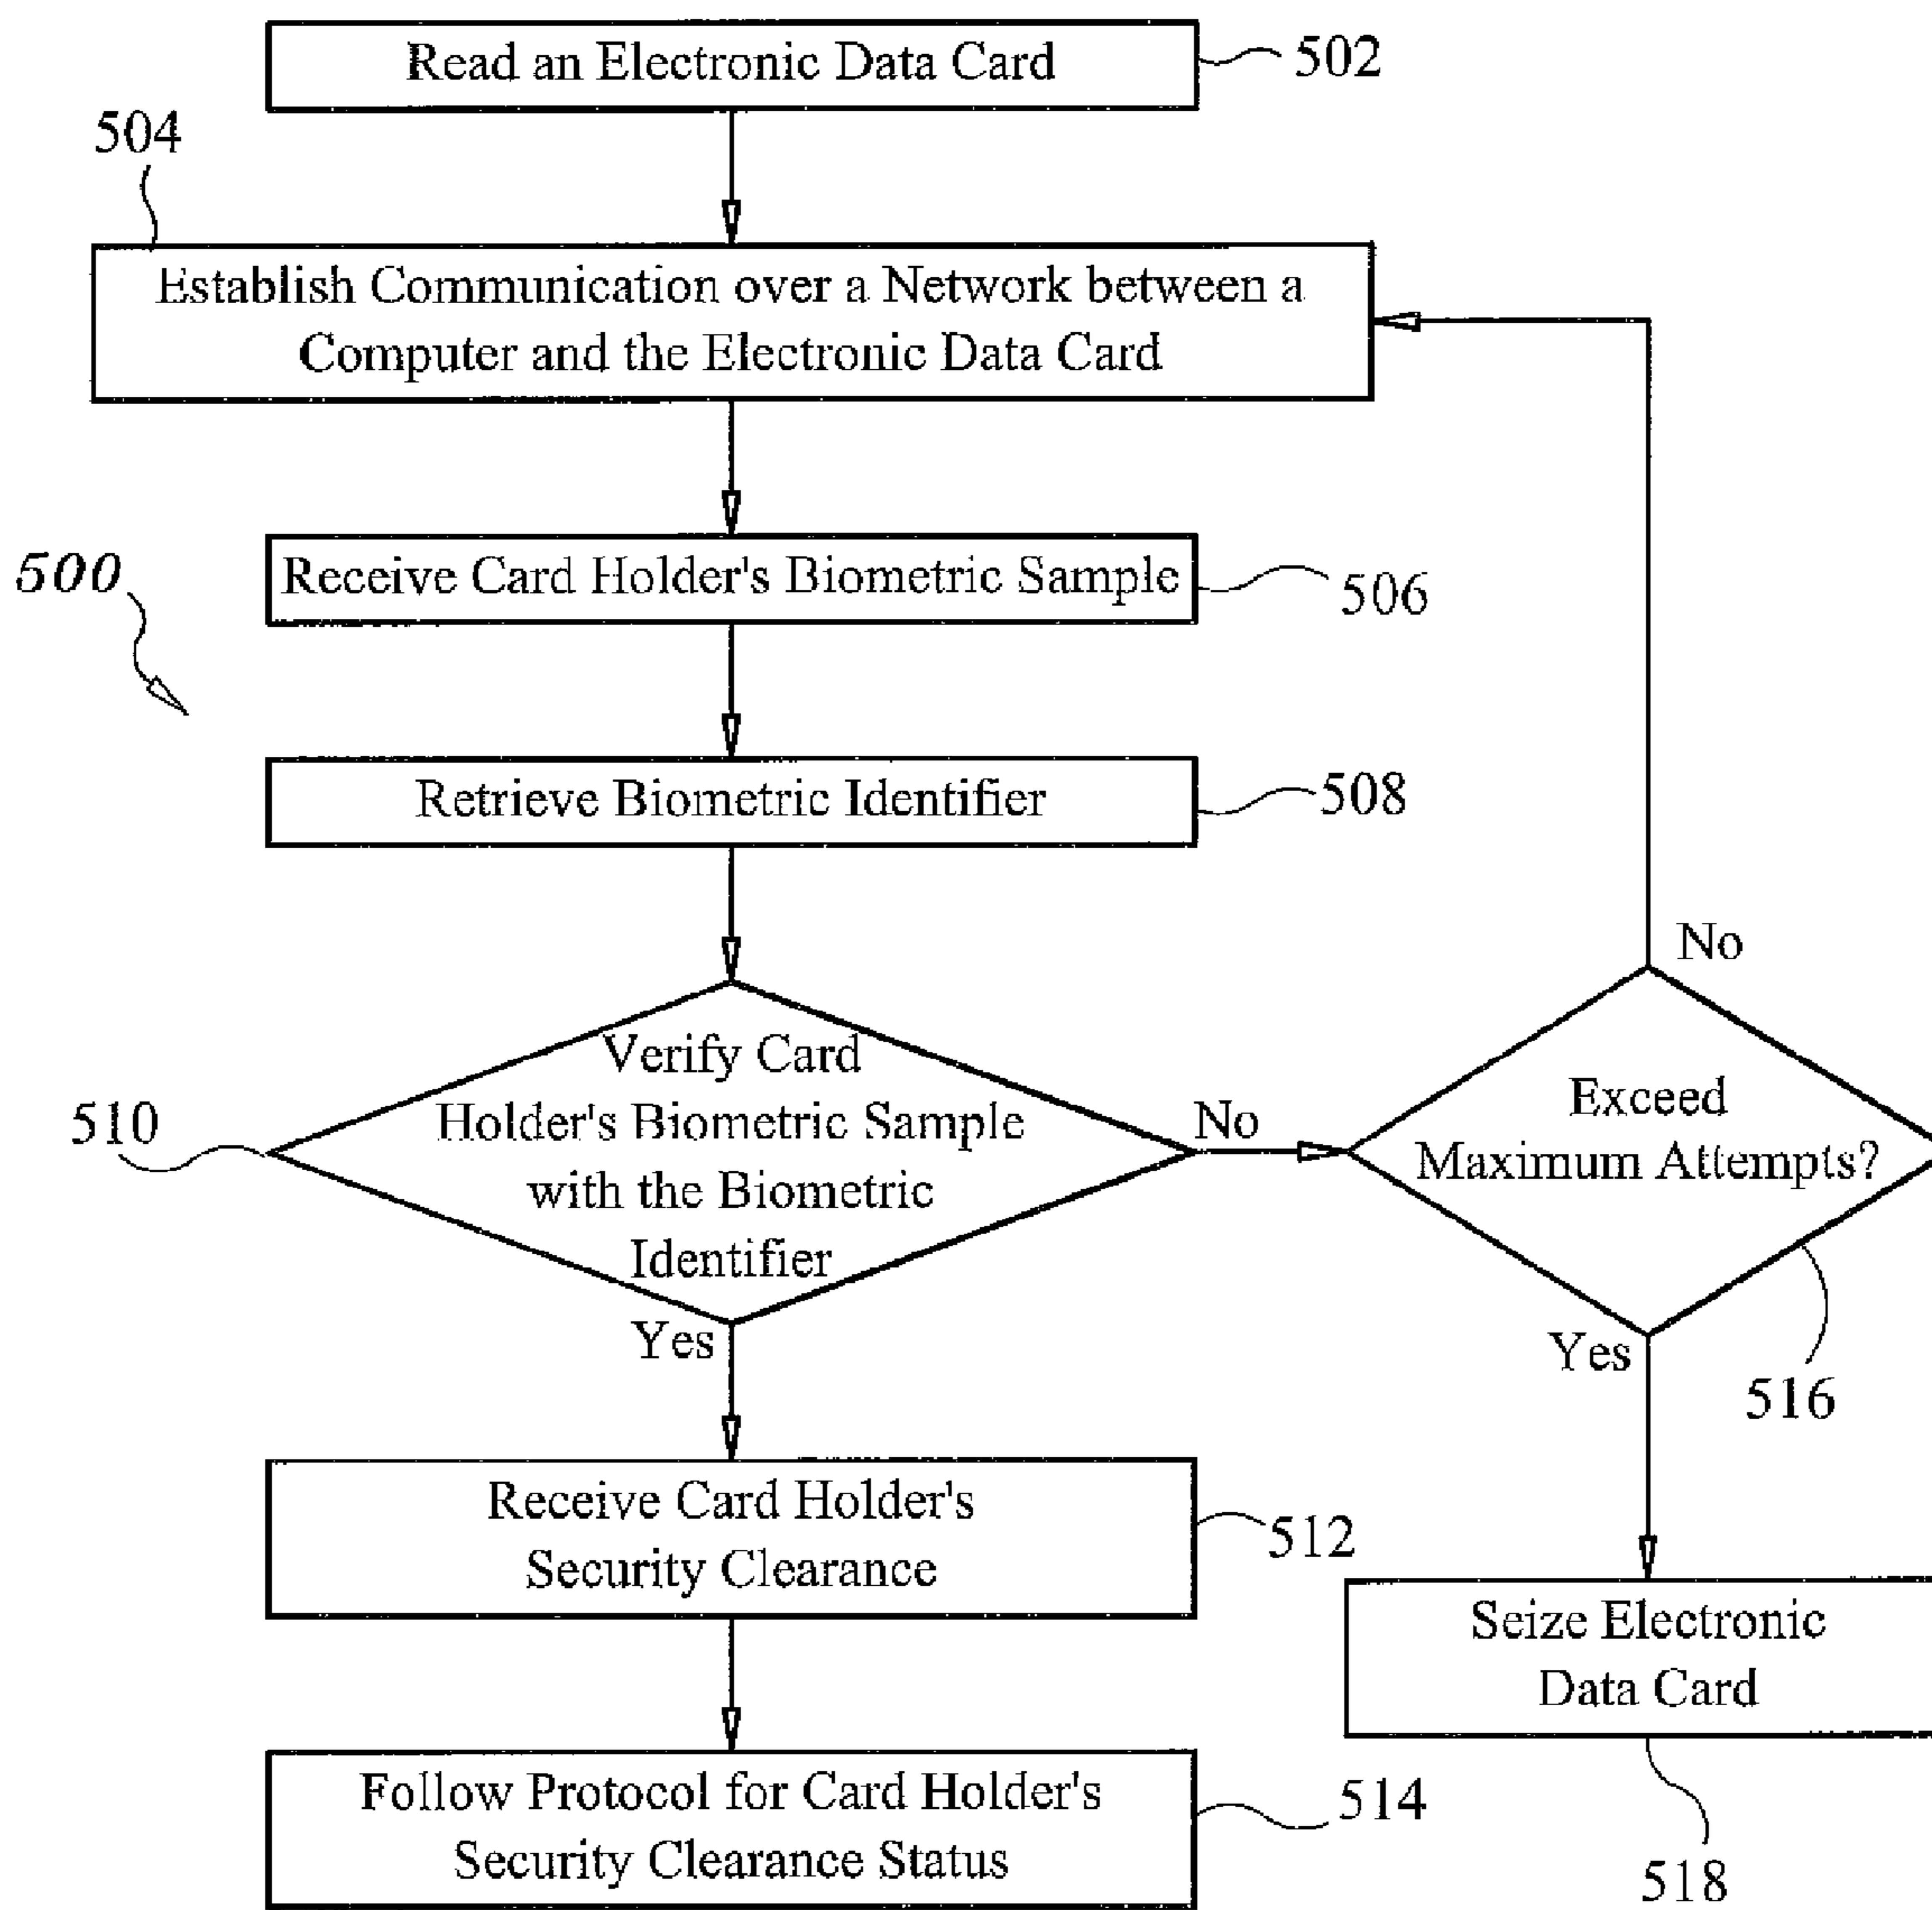 Read an Electronic Data Card
502
504
Establish Communication over a Network between a
Computer and the Electronic Data Card
Receive Card Holder's Biometric Sample
506
500
Retrieve Biometric Identifier
508
Verify Card
Holder's Biometric Sample
with the Biometric
Identifier
510
No
Yes
Exceed
Maximum Attempts?
No
Yes
516
Receive Card Holder's
Security Clearance
512
Seize Electronic
Data Card
518
Follow Protocol for Card Holder's
Security Clearance Status
514